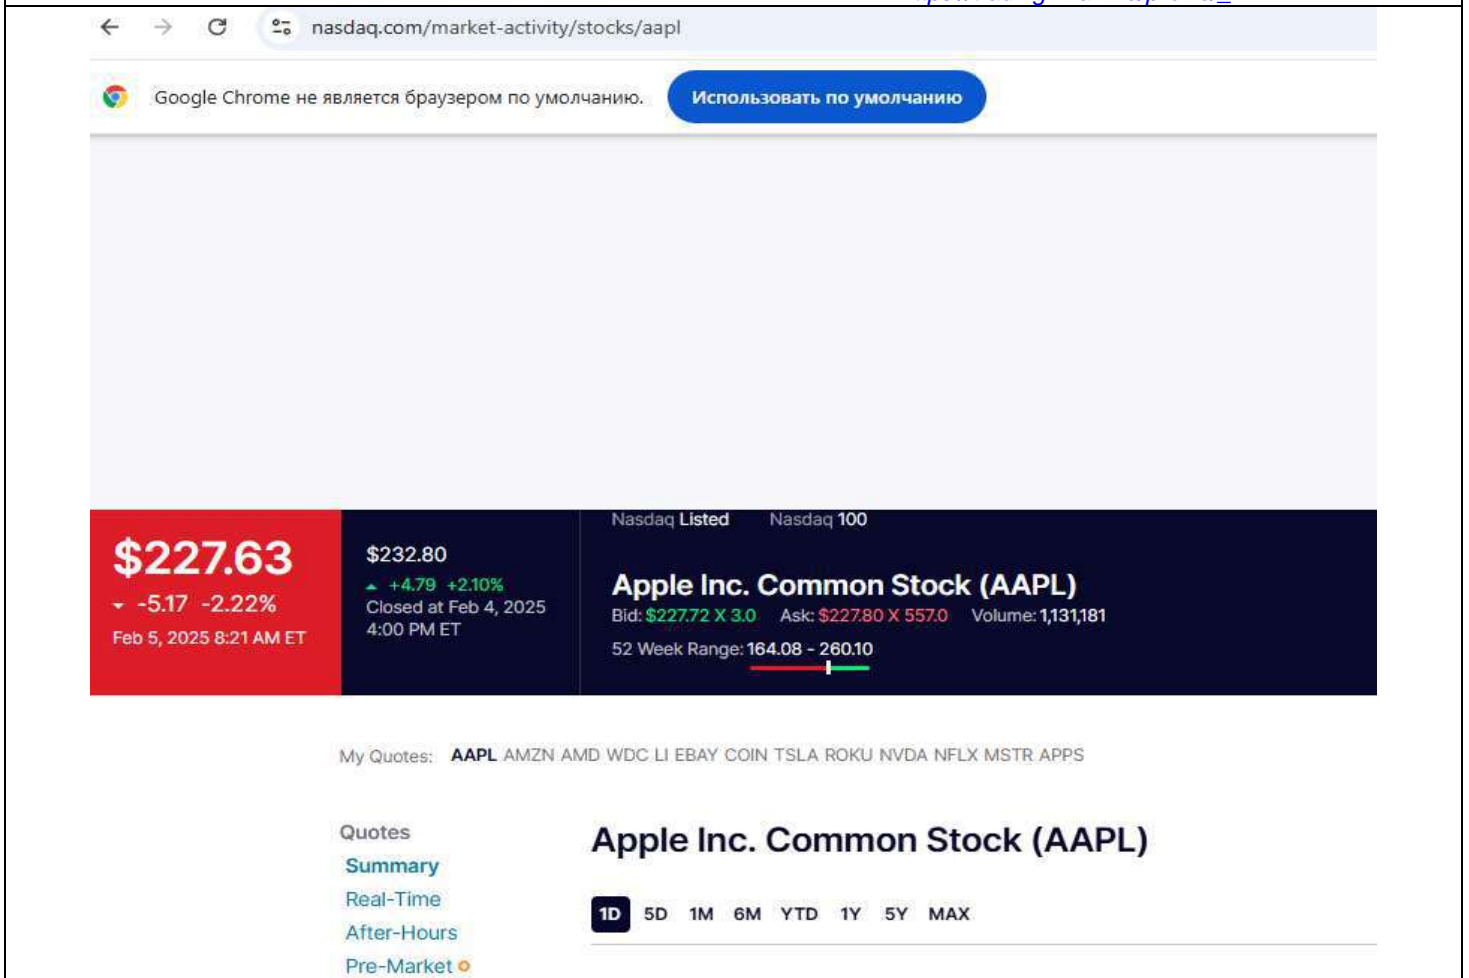 nasdaq.com/market-activity/stocks/aapl
Google Chrome не является браузером по умолчанию. Использовать по умолчанию
Nasdaq Listed Nasdaq 100
$227.63
-5.17 -2.22%
Feb 5, 2025 8:21 AM ET
$232.80
+4.79 +2.10%
Closed at Feb 4, 2025
4:00 PM ET
Apple Inc. Common Stock (AAPL)
Bid: $227.72 X 3.0 Ask: $227.80 X 557.0 Volume: 1,131,181
52 Week Range: 164.08 - 260.10
My Quotes: AAPL AMZN AMD WDC LI EBAY COIN TSLA ROKU NVDA NFLX MSTR APPS
Quotes
Summary
Real-Time
After-Hours
Pre-Market
Apple Inc. Common Stock (AAPL)
1D 5D 1M 6M YTD 1Y 5Y MAX